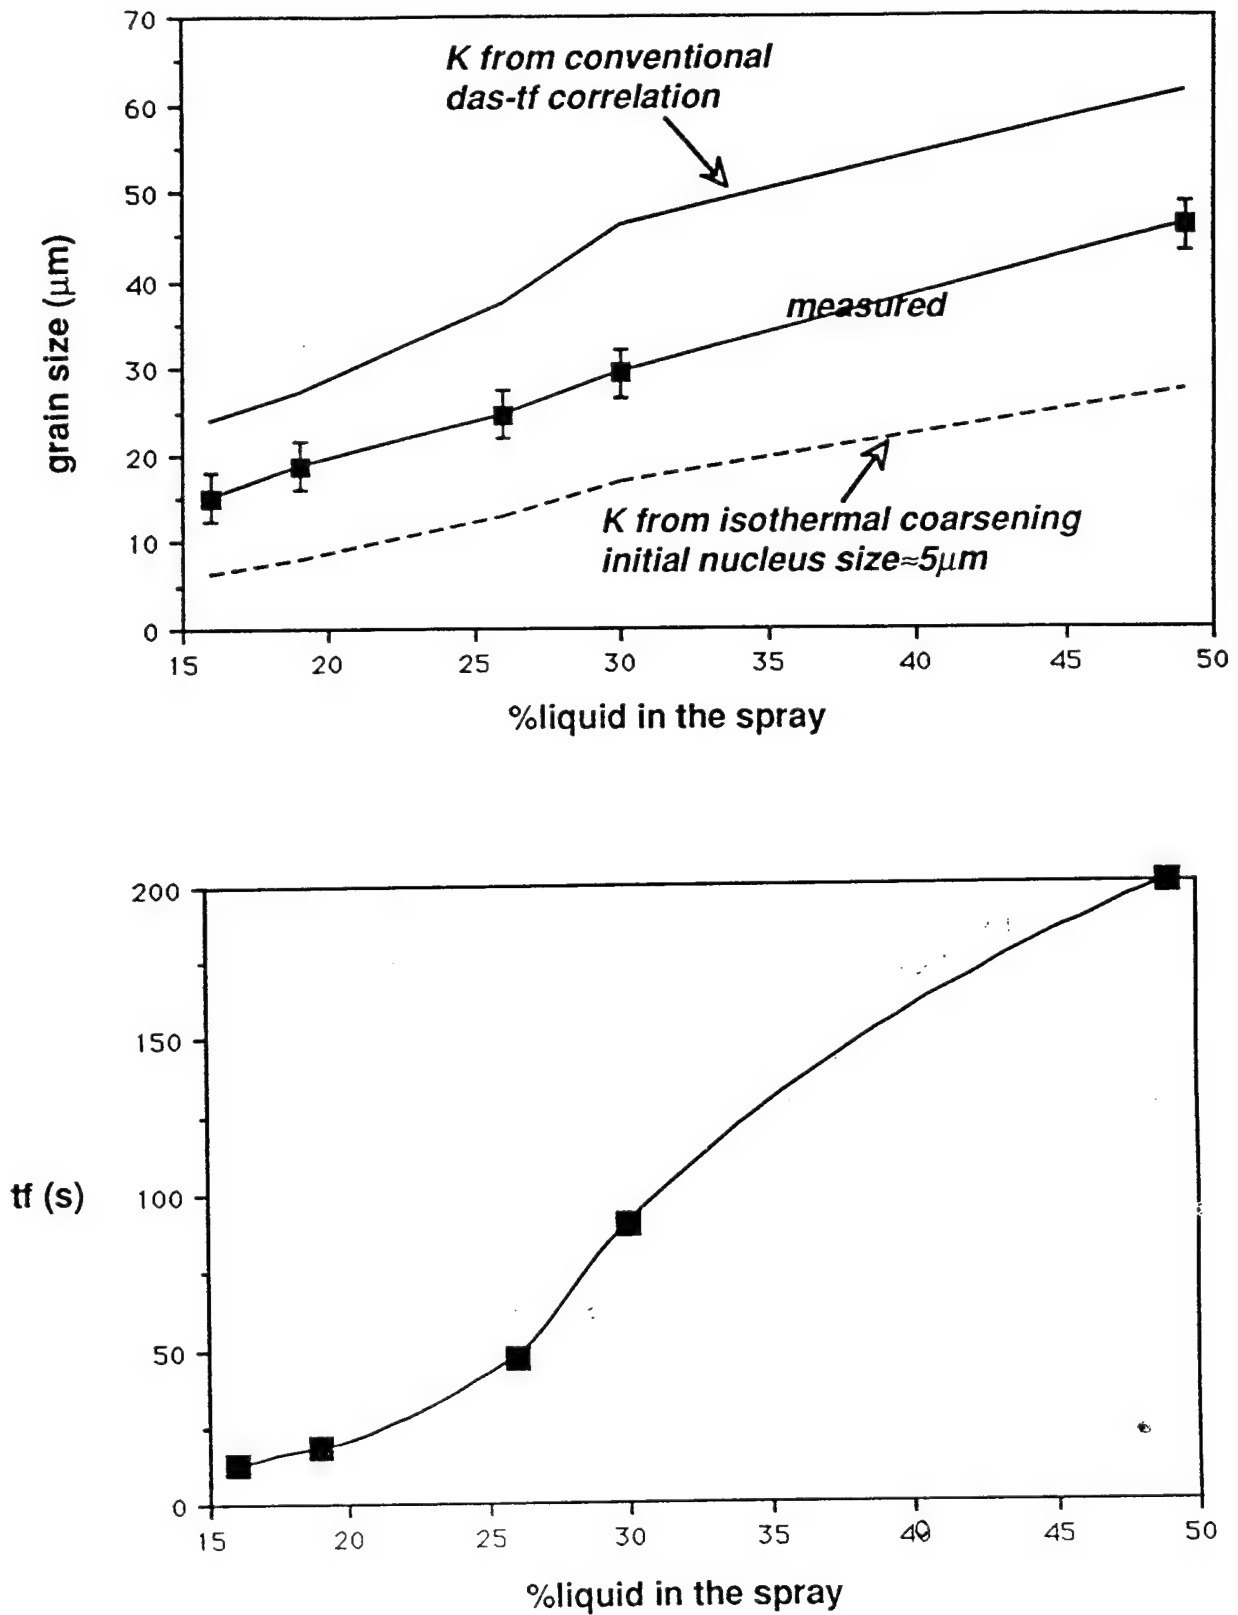 70
60
50
40
30
20
10
0
grain size (μm)
K from conventional
das-tf correlation
measured
K from isothermal coarsening
initial nucleus size≈5μm
15 20 25 30 35 40 45 50
%liquid in the spray
200
150
100
50
0
tf (s)
15 20 25 30 35 40 45 50
%liquid in the spray